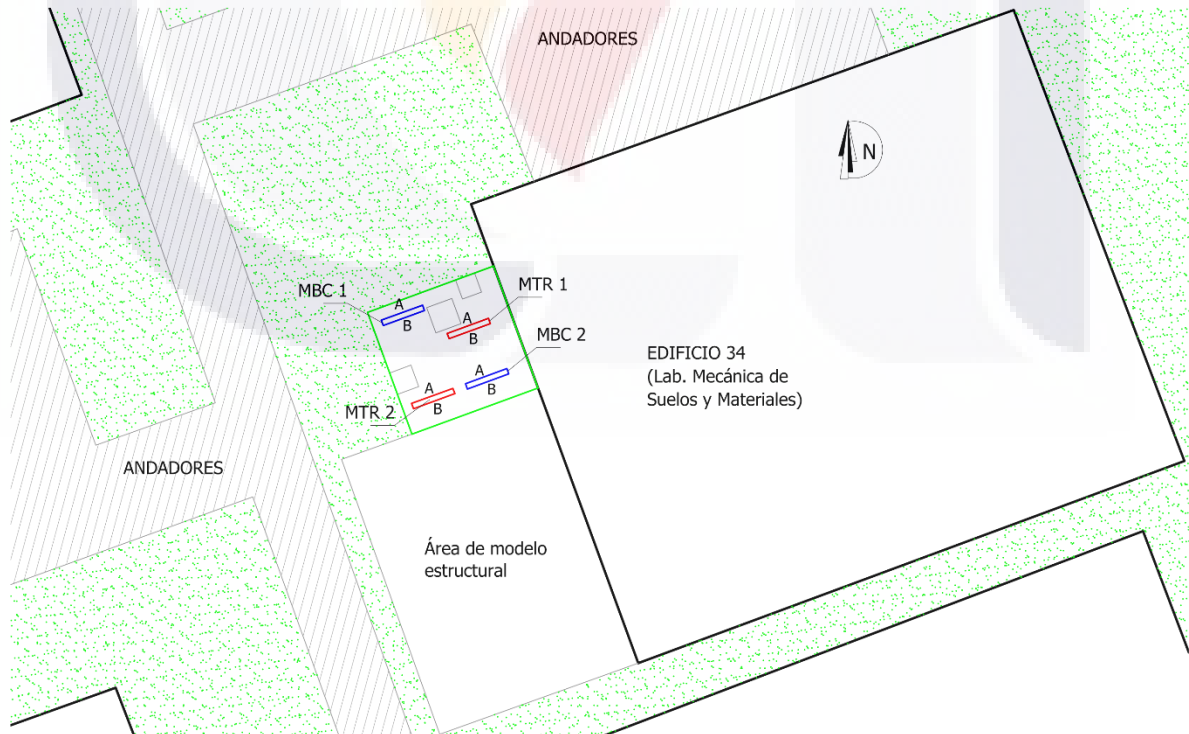 ANDADORES
N
MBC 1
A
B
MTR 1
A
B
MBC 2
A
B
MTR 2
A
B
EDIFICIO 34
(Lab. Mecánica de
Suelos y Materiales)
ANDADORES
Área de modelo
estructural